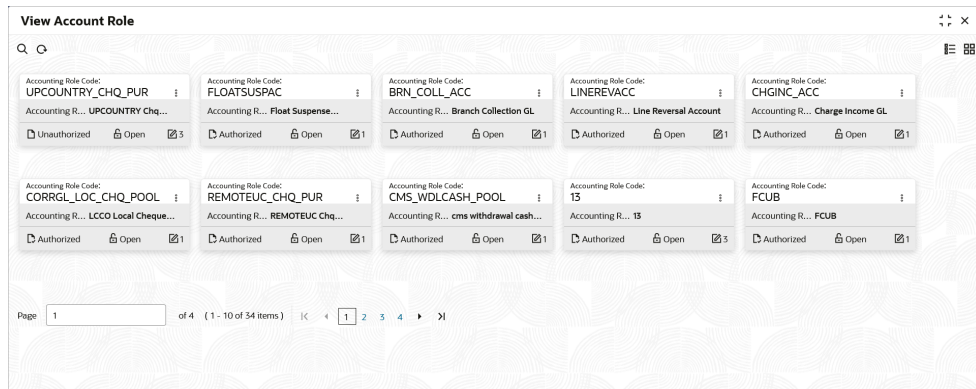 View Account Role
Accounting Role Code: Accounting Role Code: Accounting Role Code: Accounting Role Code: Accounting Role Code:
UPCOUNTRY_CHQ_PUR FLOATSUSPAC BRN_COLL_ACC LINEREVACC CHGINC_ACC
Accounting R... UPCOUNTRY Chq... Accounting R... Float Suspense... Accounting R... Branch Collection GL Accounting R... Line Reversal Account Accounting R... Charge Income GL
Unauthorized Open 3 Authorized Open 1 Authorized Open 1 Authorized Open 1 Authorized Open 1
Accounting Role Code: Accounting Role Code: Accounting Role Code: Accounting Role Code: Accounting Role Code:
CORRGL_LOC_CHQ_POOL REMOTEUC_CHQ_PUR CMS_WDLCASH_POOL 13 FCUB
Accounting R... LCCO Local Cheque... Accounting R... REMOTEUC Chq... Accounting R... cms withdrawal cash... Accounting R... 13 Accounting R... FCUB
Authorized Open 1 Authorized Open 1 Authorized Open 1 Authorized Open 3 Authorized Open 1
Page 1 of 4 ( 1 - 10 of 34 items ) 1 2 3 4